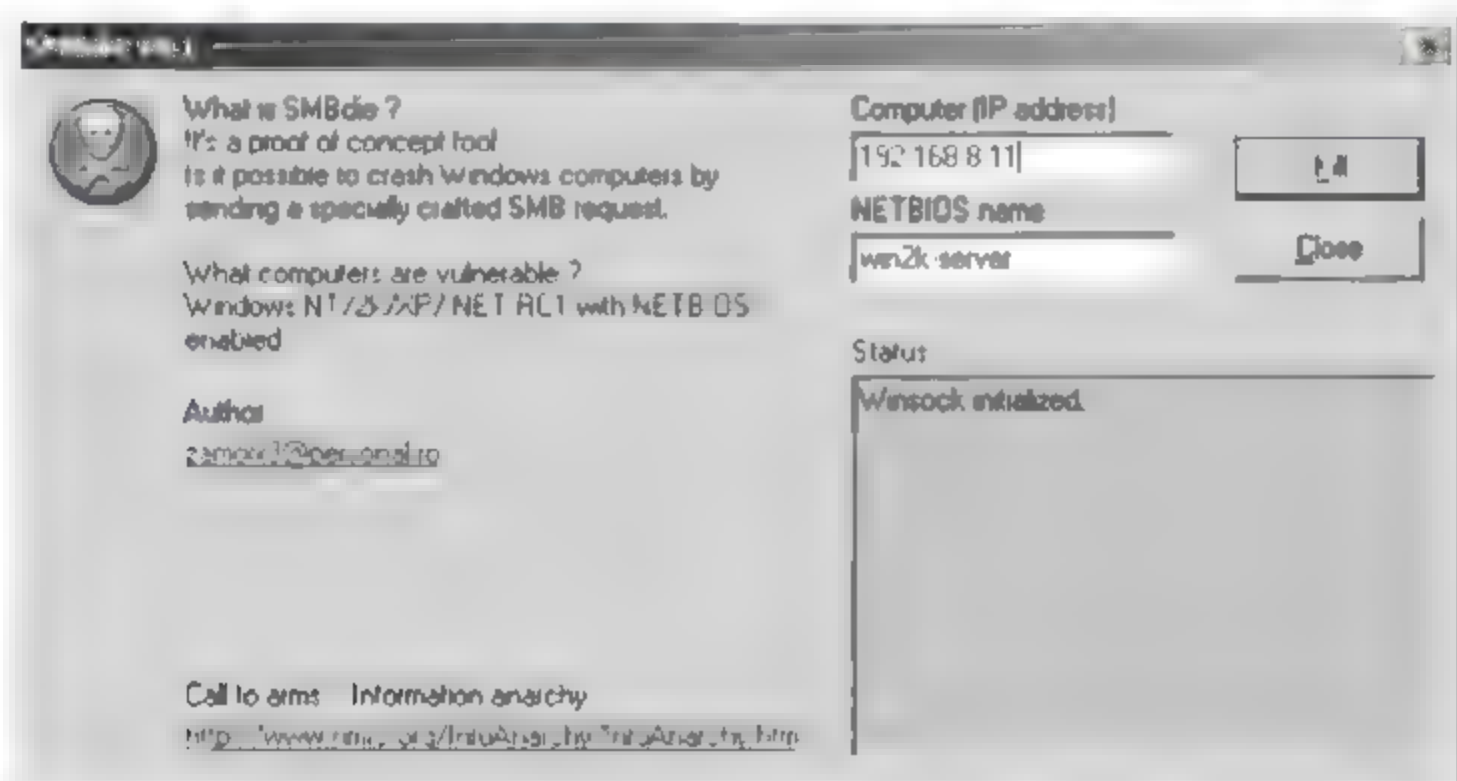 What is SMBdie ?
It's a proof of concept tool
Is it possible to crash Windows computers by
sending a specially crafted SMB request.
What computers are vulnerable ?
Windows NT/2K/XP/.NET RC1 with NETBIOS
enabled
Author
Call to arms Information anarchy
Computer (IP address)
192.168.8.11
NETBIOS name
win2k-server
Kill
Close
Status
Winsock initialized.